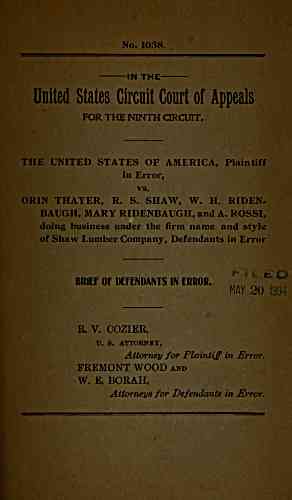 No. 1038.
IN THE
United States Circuit Court of Appeals
FOR THE NINTH CIRCUIT.
THE UNITED STATES OF AMERICA, Plaintiff
in Error,
vs.
ORIN THAYER, R. S. SHAW, W. H. RIDEN-
BAUGH, MARY RIDENBAUGH, and A. ROSSI,
doing business under the firm name and style
of Shaw Lumber Company, Defendants in Error
BRIEF OF DEFENDANTS IN ERROR.
FILED
MAY 20 1904
R. V. COZIER,
U. S. ATTORNEY,
Attorney for Plaintiff in Error.
FREMONT WOOD AND
W. E. BORAH,
Attorneys for Defendants in Error.